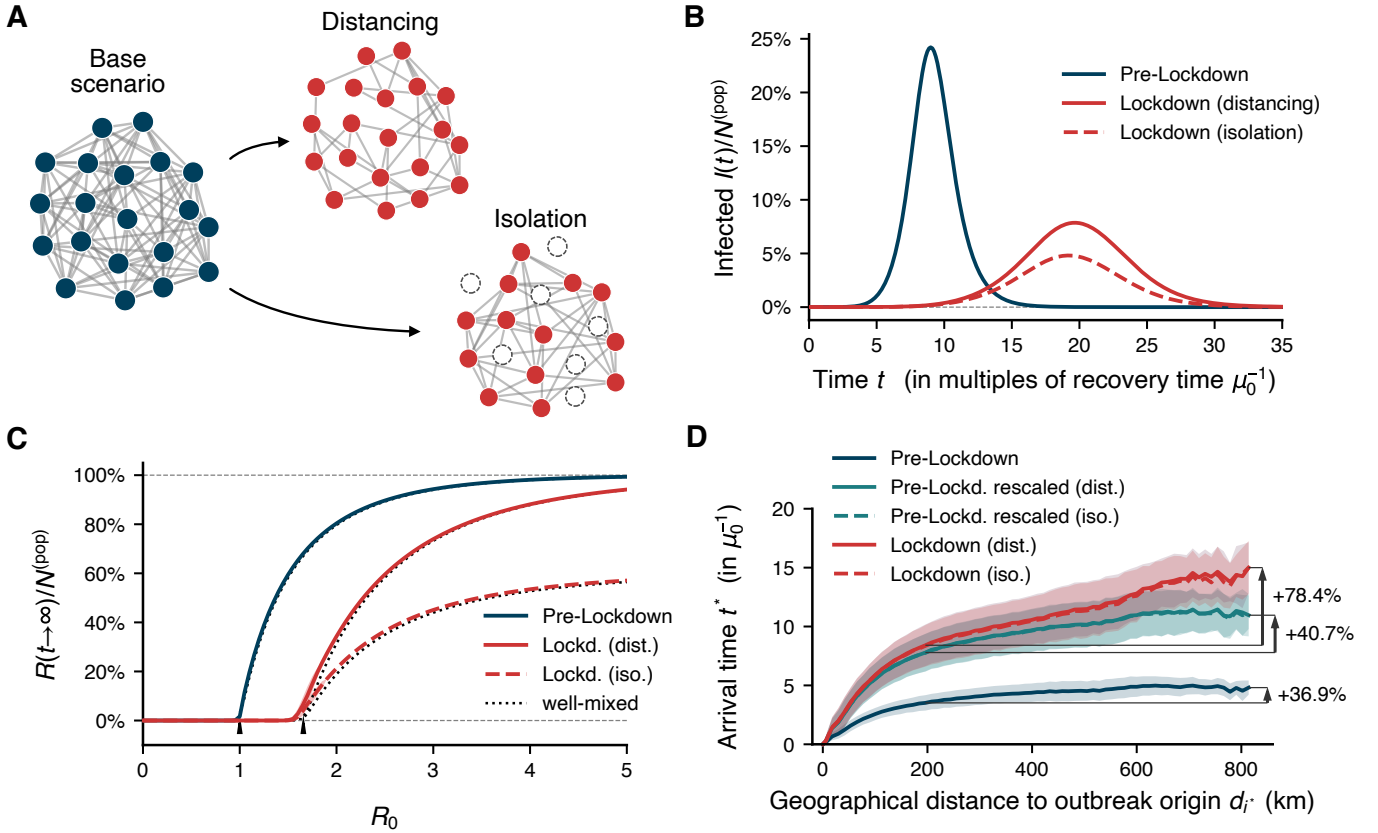 A
Base
scenario
Distancing
Isolation
B
25%
20%
15%
10%
5%
0%
Infected I(t)/N^(pop)
Pre-Lockdown
Lockdown (distancing)
Lockdown (isolation)
0 5 10 15 20 25 30 35
Time t (in multiples of recovery time μ₀⁻¹)
C
100%
80%
60%
40%
20%
0%
R(t→∞)/N^(pop)
Pre-Lockdown
Lockd. (dist.)
Lockd. (iso.)
well-mixed
0 1 2 3 4 5
R₀
D
Pre-Lockdown
Pre-Lockd. rescaled (dist.)
Pre-Lockd. rescaled (iso.)
Lockdown (dist.)
Lockdown (iso.)
20
15
10
5
0
Arrival time t* (in μ₀⁻¹)
+78.4%
+40.7%
+36.9%
0 200 400 600 800
Geographical distance to outbreak origin d_i* (km)